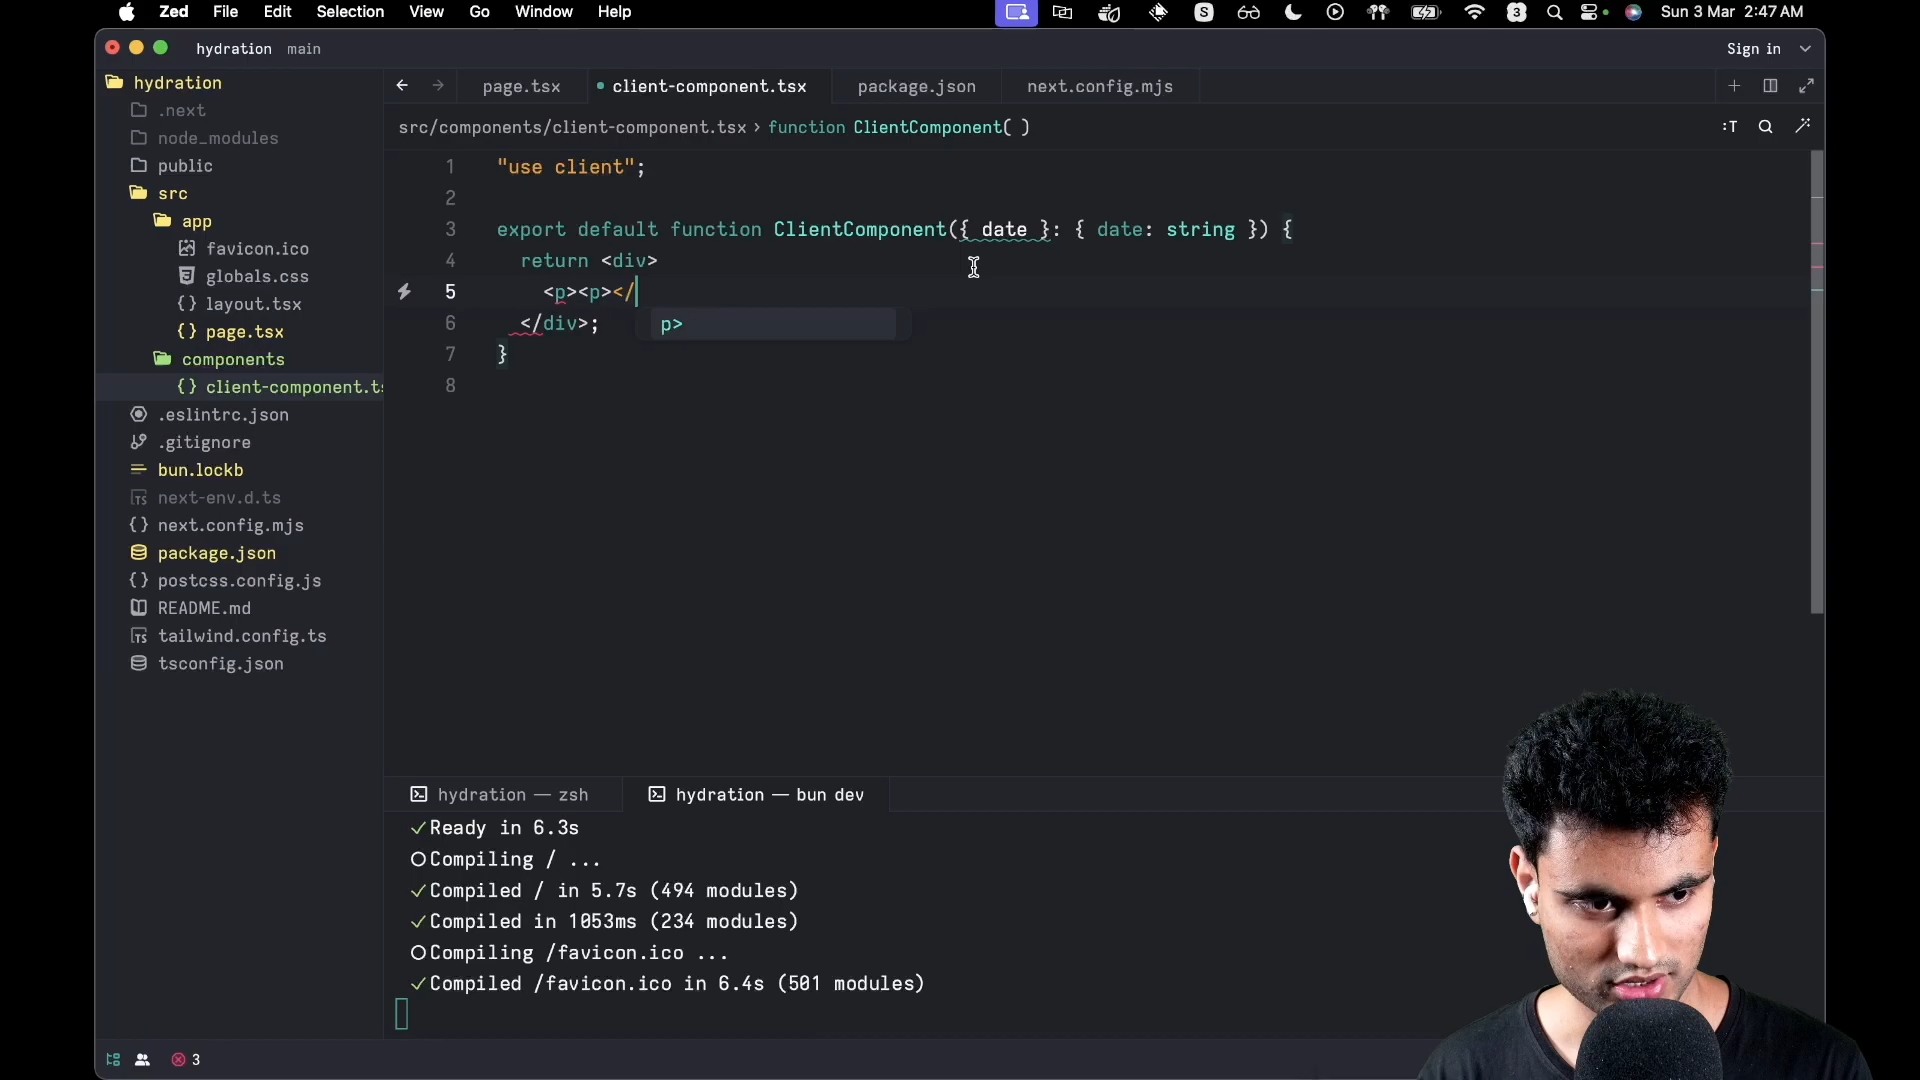 Zed File Edit Selection View Go Window Help S 3 Sun 3 Mar 2:47 AM
hydration main Sign in
hydration
.next
node_modules
public
src
app
favicon.ico
globals.css
layout.tsx
page.tsx
components
client-component.ts
.eslintrc.json
.gitignore
bun.lockb
next-env.d.ts
next.config.mjs
package.json
postcss.config.js
README.md
tailwind.config.ts
tsconfig.json
page.tsx client-component.tsx package.json next.config.mjs
src/components/client-component.tsx › function ClientComponent( ) :T
1 "use client";
2
3 export default function ClientComponent({ date }: { date: string }) {
4 return <div>
5 <p><p></
6 </div>;
p>
7 }
8
hydration — zsh hydration — bun dev
✓Ready in 6.3s
○Compiling / ...
✓Compiled / in 5.7s (494 modules)
✓Compiled in 1053ms (234 modules)
○Compiling /favicon.ico ...
✓Compiled /favicon.ico in 6.4s (501 modules)
3